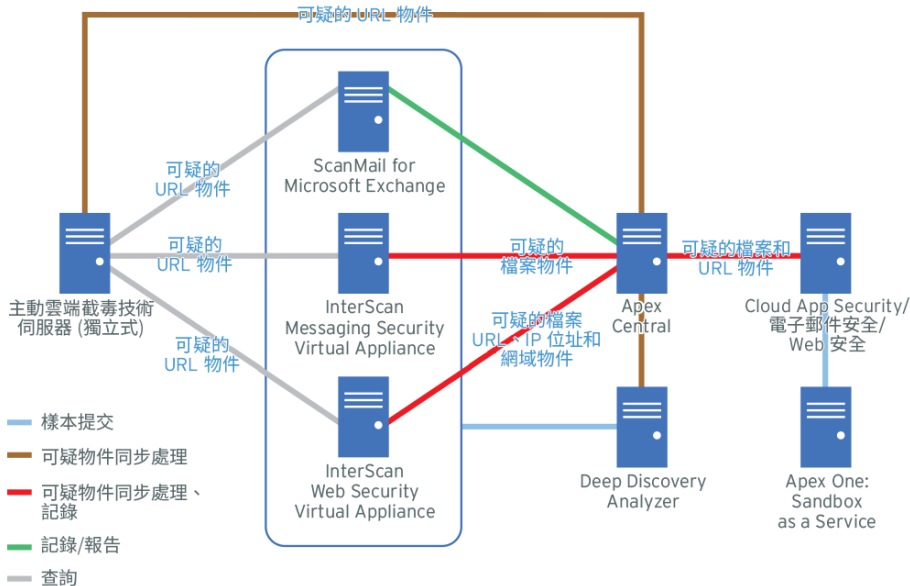 可疑的 URL 物件
ScanMail for
Microsoft Exchange
可疑的
URL 物件
可疑的
URL 物件
可疑的
檔案物件
可疑的檔案和
URL 物件
主動雲端截毒技術
伺服器 (獨立式)
InterScan
Messaging Security
Virtual Appliance
Apex
Central
Cloud App Security/
電子郵件安全/
Web 安全
可疑的
URL 物件
可疑的檔案
URL、IP 位址和
網域物件
InterScan
Web Security
Virtual Appliance
Deep Discovery
Analyzer
Apex One:
Sandbox
as a Service
樣本提交
可疑物件同步處理
可疑物件同步處理、
記錄
記錄/報告
查詢